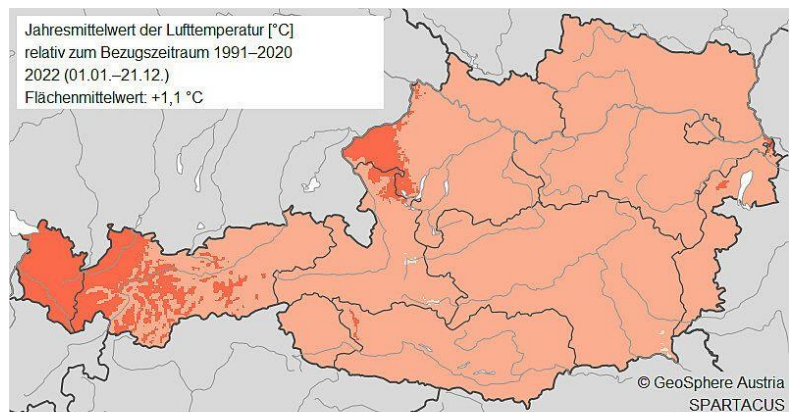 Jahresmittelwert der Lufttemperatur [°C]
relativ zum Bezugszeitraum 1991–2020
2022 (01.01.–21.12.)
Flächenmittelwert: +1,1 °C
© GeoSphere Austria
SPARTACUS